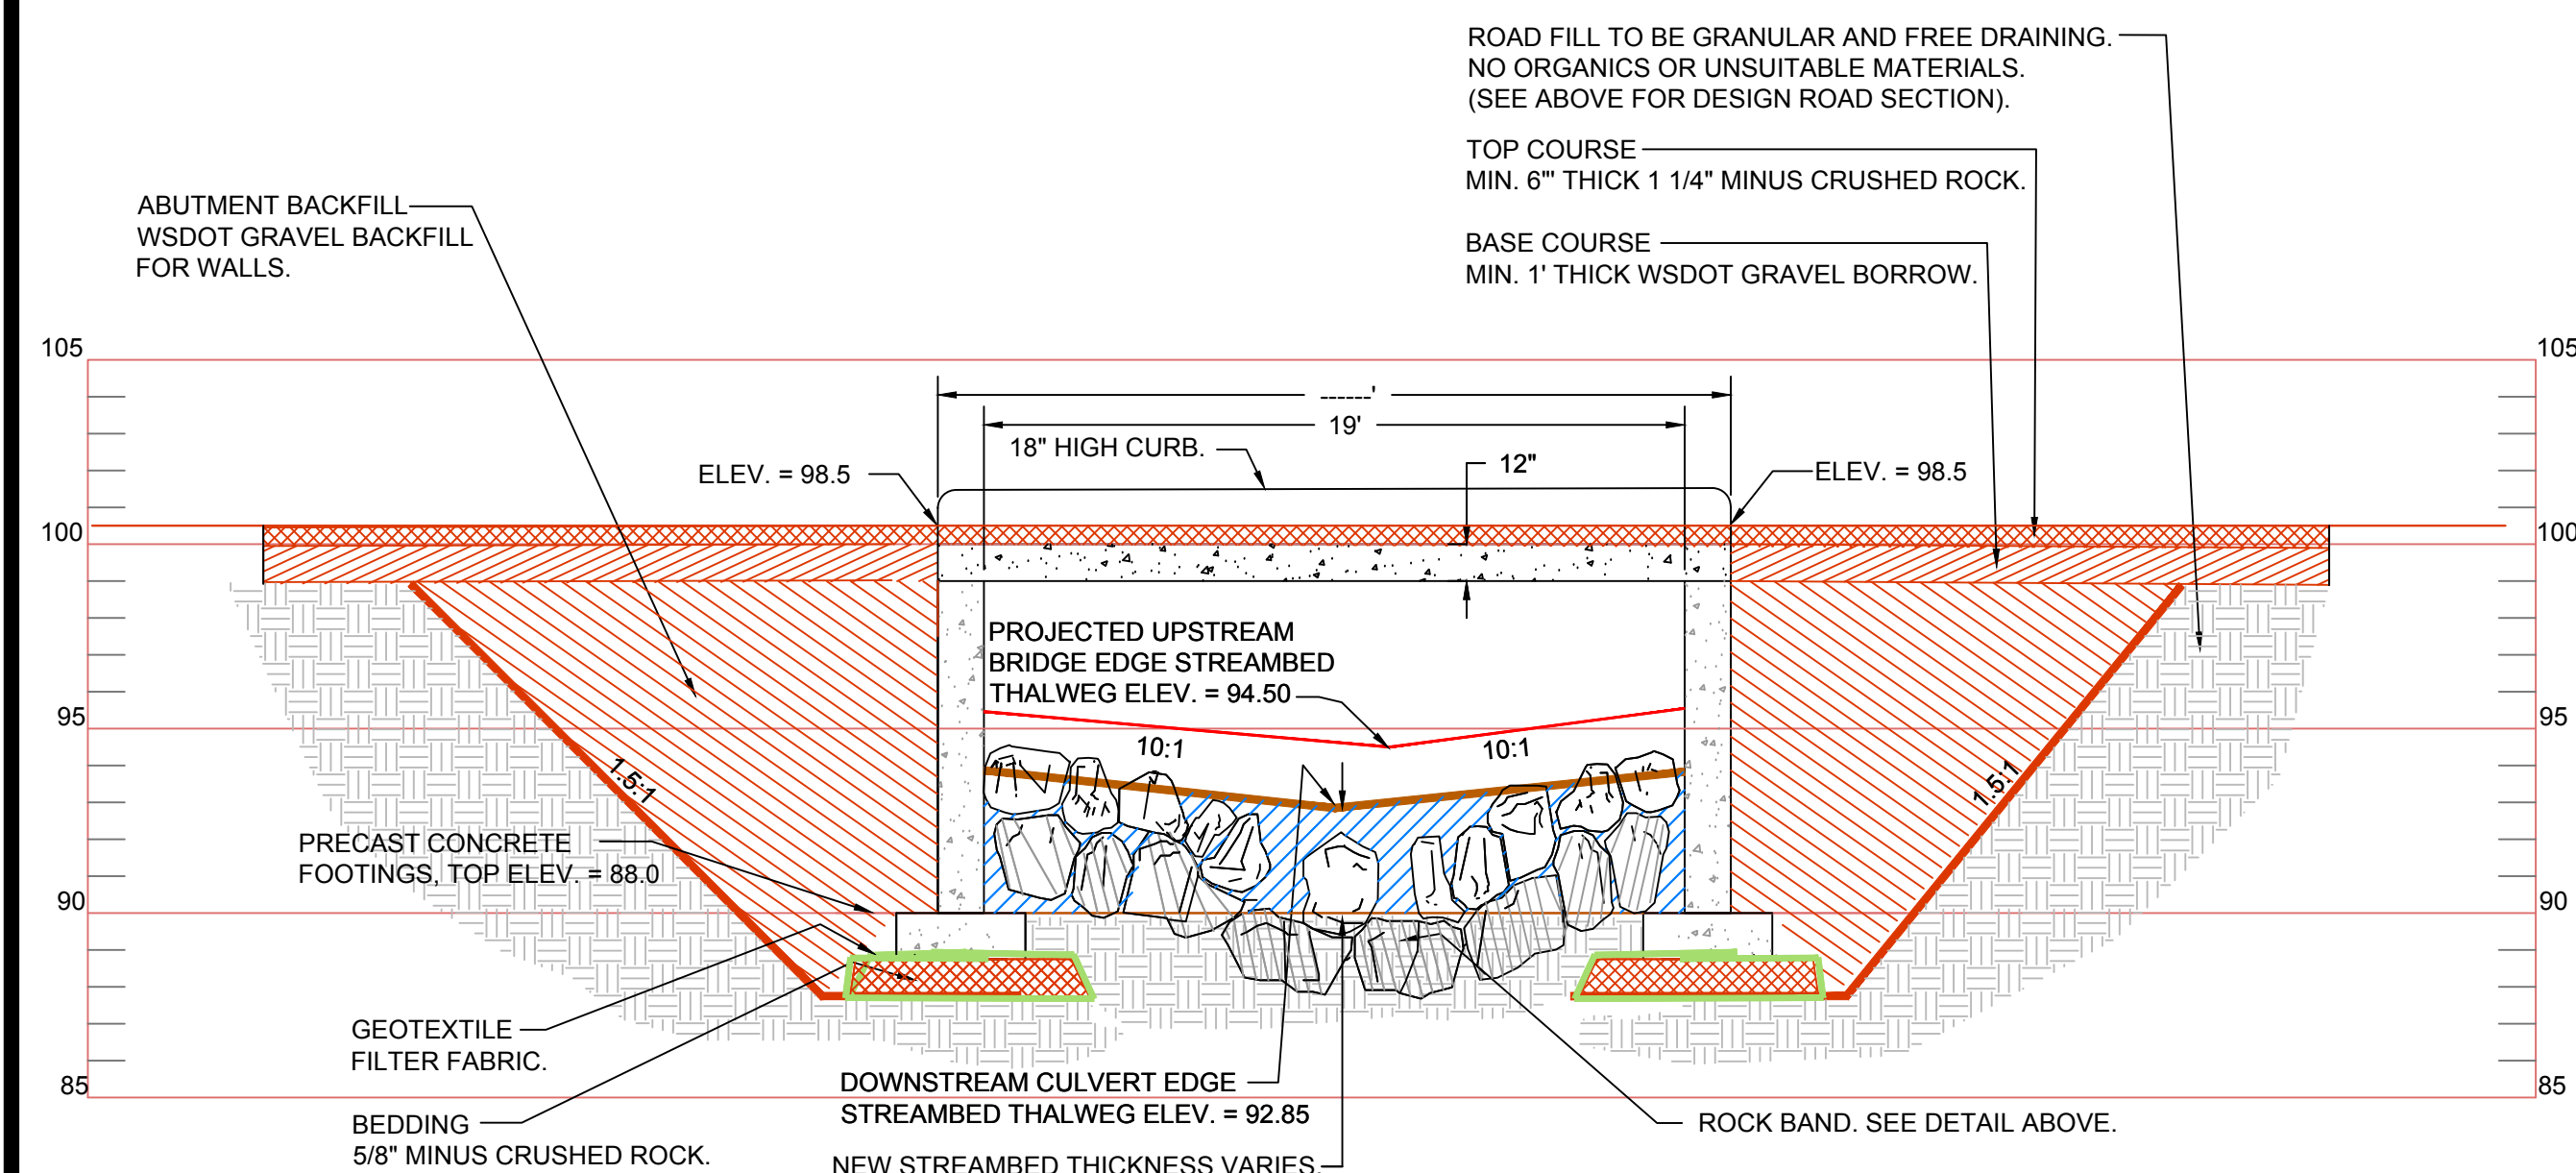 ROAD FILL TO BE GRANULAR AND FREE DRAINING.
NO ORGANICS OR UNSUITABLE MATERIALS.
(SEE ABOVE FOR DESIGN ROAD SECTION).
TOP COURSE
MIN. 6'" THICK 1 1/4" MINUS CRUSHED ROCK.
ABUTMENT BACKFILL
WSDOT GRAVEL BACKFILL
FOR WALLS.
BASE COURSE
MIN. 1' THICK WSDOT GRAVEL BORROW.
105
105
------'
19'
18" HIGH CURB.
12"
ELEV. = 98.5
ELEV. = 98.5
100
100
PROJECTED UPSTREAM
BRIDGE EDGE STREAMBED
THALWEG ELEV. = 94.50
95
95
10:1
10:1
1.5:1
1.5:1
PRECAST CONCRETE
FOOTINGS, TOP ELEV. = 88.0
90
90
GEOTEXTILE
FILTER FABRIC.
85
85
DOWNSTREAM CULVERT EDGE
STREAMBED THALWEG ELEV. = 92.85
BEDDING
5/8" MINUS CRUSHED ROCK.
ROCK BAND. SEE DETAIL ABOVE.
NEW STREAMBED THICKNESS VARIES.